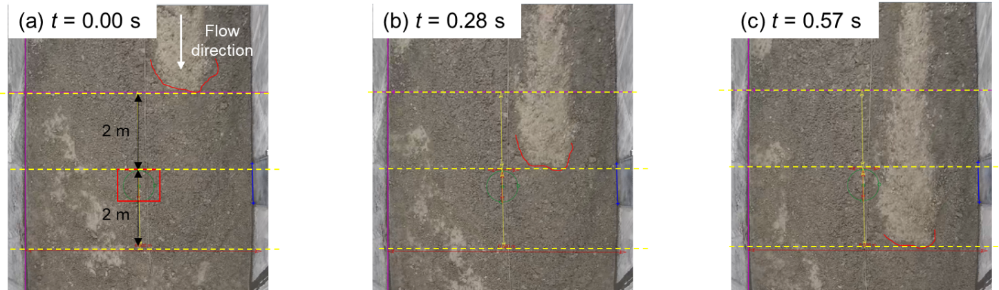 (a) t = 0.00 s
Flow
direction
2 m
2 m
(b) t = 0.28 s
(c) t = 0.57 s